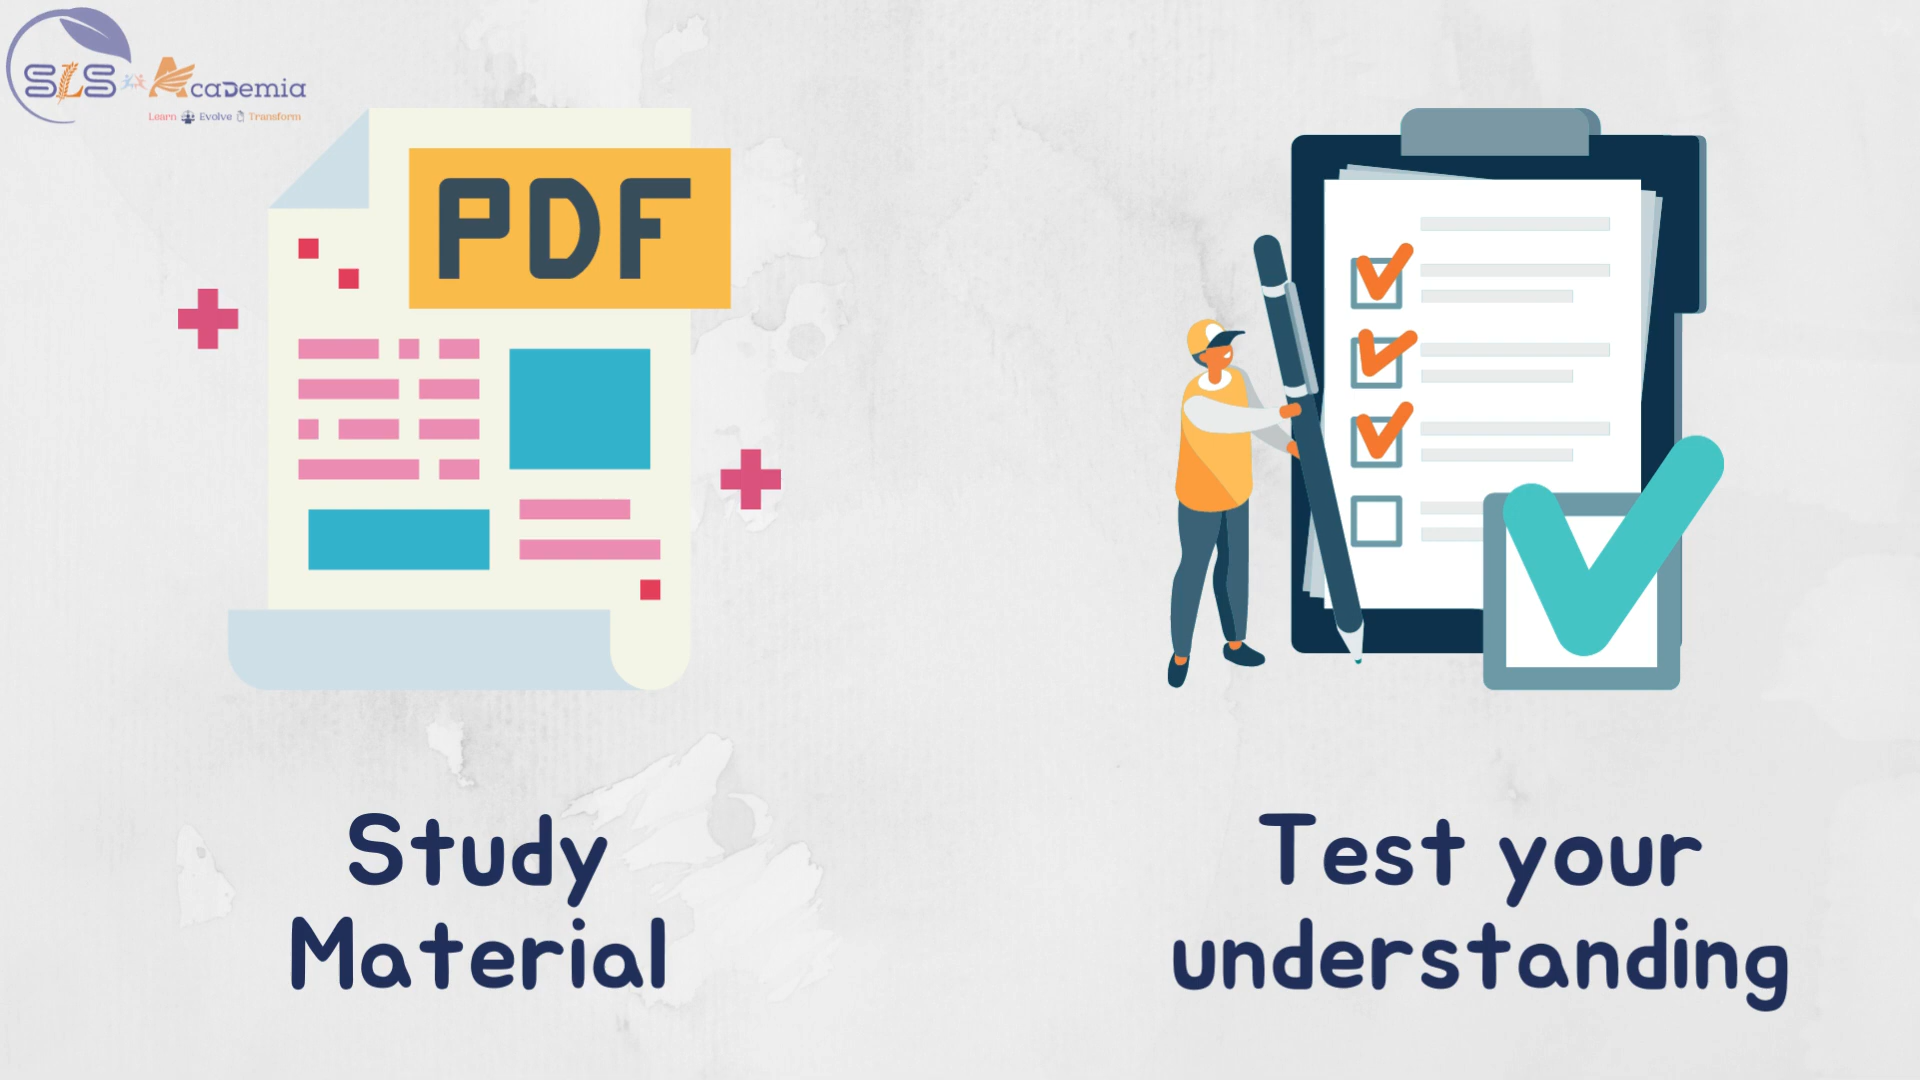 SLS AcaDemia
Learn Evolve Transform
PDF
Study
Material
Test your
understanding